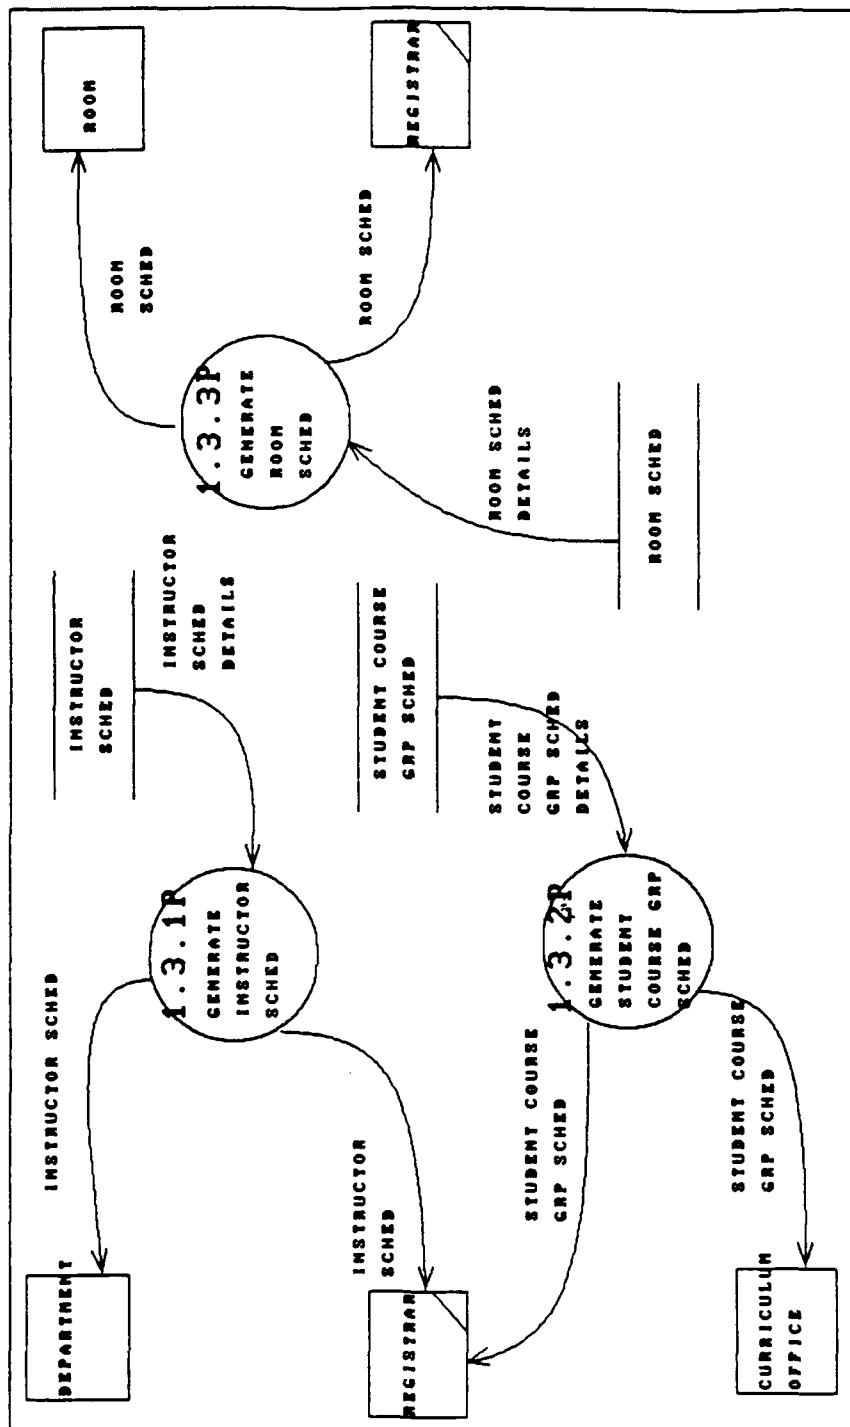 DEPARTMENT
INSTRUCTOR SCHED
1.3.1P
GENERATE
INSTRUCTOR
SCHED
INSTRUCTOR
SCHED
INSTRUCTOR
SCHED
DETAILS
ROOM
SCHED
ROOM
1.3.3P
GENERATE
ROOM
SCHED
ROOM SCHED
REGISTRAR
INSTRUCTOR
SCHED
REGISTRAR
STUDENT COURSE
GRP SCHED
STUDENT COURSE
GRP SCHED
STUDENT
COURSE
GRP SCHED
DETAILS
ROOM SCHED
DETAILS
ROOM SCHED
1.3.2P
GENERATE
STUDENT
COURSE GRP
SCHED
STUDENT COURSE
GRP SCHED
CURRICULUM
OFFICE